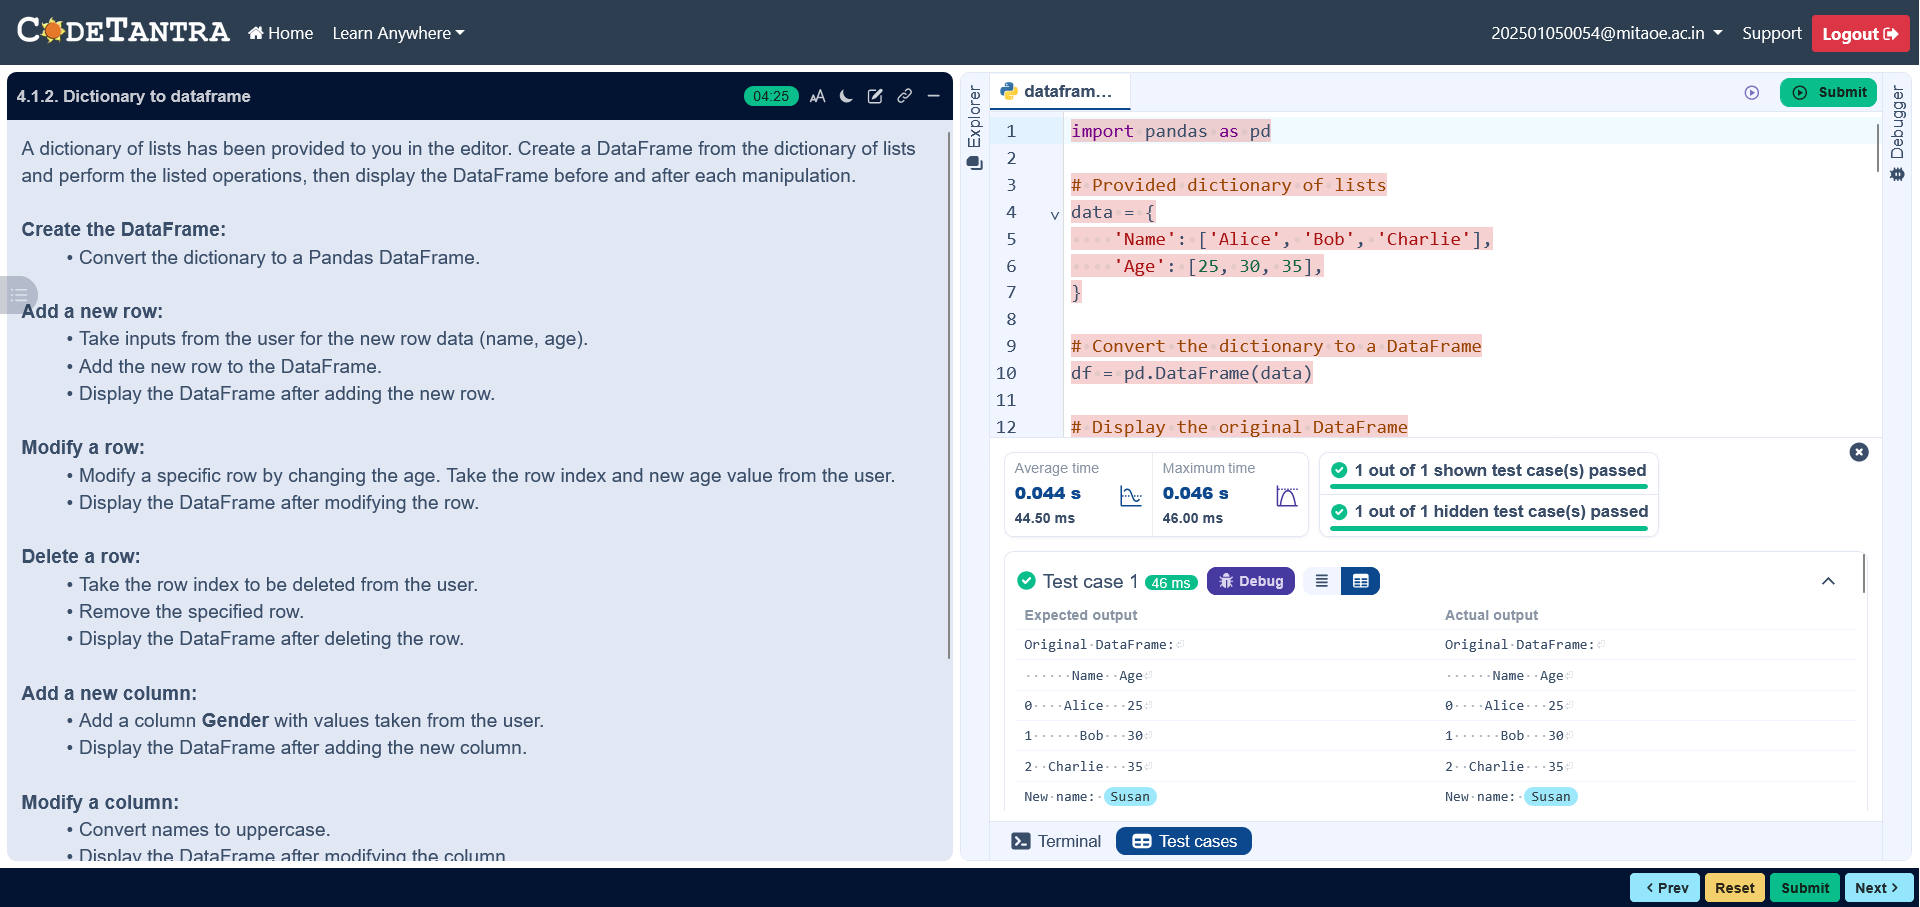 CODETANTRA Home Learn Anywhere 202501050054@mitaoe.ac.in Support Logout
4.1.2. Dictionary to dataframe 04:25 AA
A dictionary of lists has been provided to you in the editor. Create a DataFrame from the dictionary of lists
and perform the listed operations, then display the DataFrame before and after each manipulation.
Create the DataFrame:
• Convert the dictionary to a Pandas DataFrame.
Add a new row:
• Take inputs from the user for the new row data (name, age).
• Add the new row to the DataFrame.
• Display the DataFrame after adding the new row.
Modify a row:
• Modify a specific row by changing the age. Take the row index and new age value from the user.
• Display the DataFrame after modifying the row.
Delete a row:
• Take the row index to be deleted from the user.
• Remove the specified row.
• Display the DataFrame after deleting the row.
Add a new column:
• Add a column Gender with values taken from the user.
• Display the DataFrame after adding the new column.
Modify a column:
• Convert names to uppercase.
• Display the DataFrame after modifying the column
Explorer
datafram...
Submit
Debugger
1 import pandas as pd
2
3 # Provided dictionary of lists
4 data = {
5     'Name': ['Alice', 'Bob', 'Charlie'],
6     'Age': [25, 30, 35],
7 }
8
9 # Convert the dictionary to a DataFrame
10 df = pd.DataFrame(data)
11
12 # Display the original DataFrame
Average time
0.044 s
44.50 ms
Maximum time
0.046 s
46.00 ms
1 out of 1 shown test case(s) passed
1 out of 1 hidden test case(s) passed
Test case 1 46 ms Debug
Expected output Actual output
Original·DataFrame: Original·DataFrame:
······Name··Age ······Name··Age
0····Alice···25 0····Alice···25
1······Bob···30 1······Bob···30
2··Charlie···35 2··Charlie···35
New·name:·Susan New·name:·Susan
Terminal Test cases
< Prev Reset Submit Next >